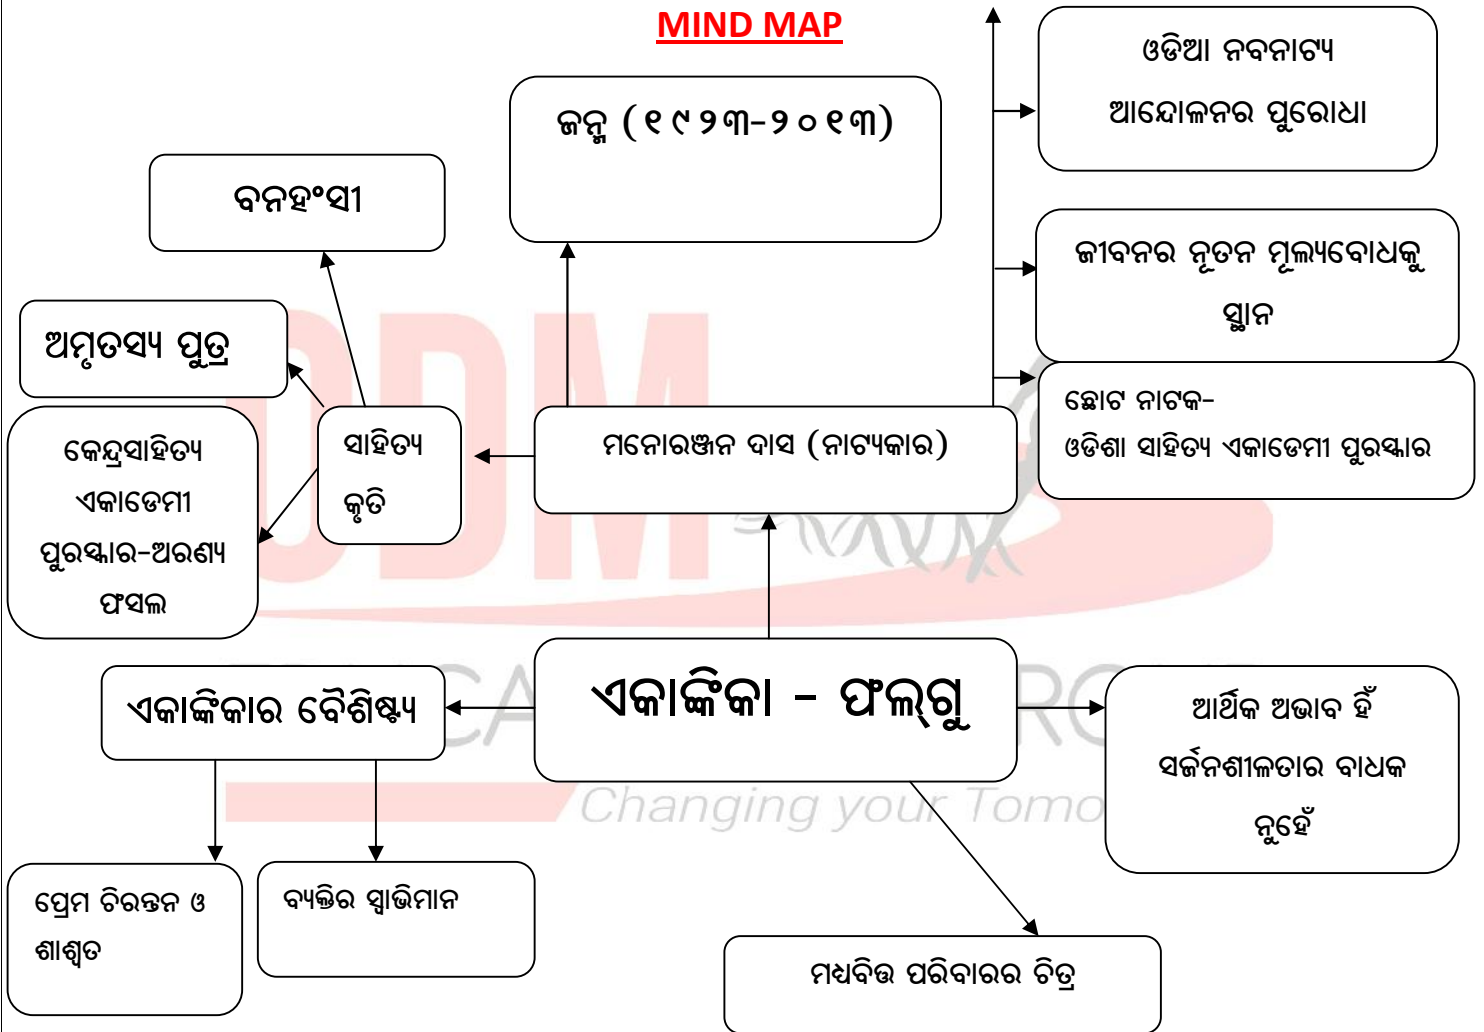 MIND MAP
ଓଡିଆ ନବନାଟ୍ୟ
ଆନ୍ଦୋଳନର ପୁରୋଧା
ଜନ୍ମ (୧୯୨୩-୨୦୧୩)
ବନହଂସୀ
ଜୀବନର ନୂତନ ମୂଲ୍ୟବୋଧକୁ
ସ୍ଥାନ
ଅମୃତସ୍ୟ ପୁତ୍ର
ଛୋଟ ନାଟକ-
ଓଡିଶା ସାହିତ୍ୟ ଏକାଡେମୀ ପୁରସ୍କାର
କେନ୍ଦ୍ରସାହିତ୍ୟ
ଏକାଡେମୀ
ପୁରସ୍କାର-ଅରଣ୍ୟ
ଫସଲ
ସାହିତ୍ୟ
କୃତି
ମନୋରଞ୍ଜନ ଦାସ (ନାଟ୍ୟକାର)
ODM
ଏକାଙ୍କିକାର ବୈଶିଷ୍ଟ୍ୟ
ଏକାଙ୍କିକା - ଫଲ୍‌ଗୁ
ଆର୍ଥିକ ଅଭାବ ହିଁ
ସର୍ଜନଶୀଳତାର ବାଧକ
ନୁହେଁ
Changing your Tomo
ପ୍ରେମ ଚିରନ୍ତନ ଓ
ଶାଶ୍ୱତ
ବ୍ୟକ୍ତିର ସ୍ୱାଭିମାନ
ମଧ୍ୟବିତ୍ତ ପରିବାରର ଚିତ୍ର